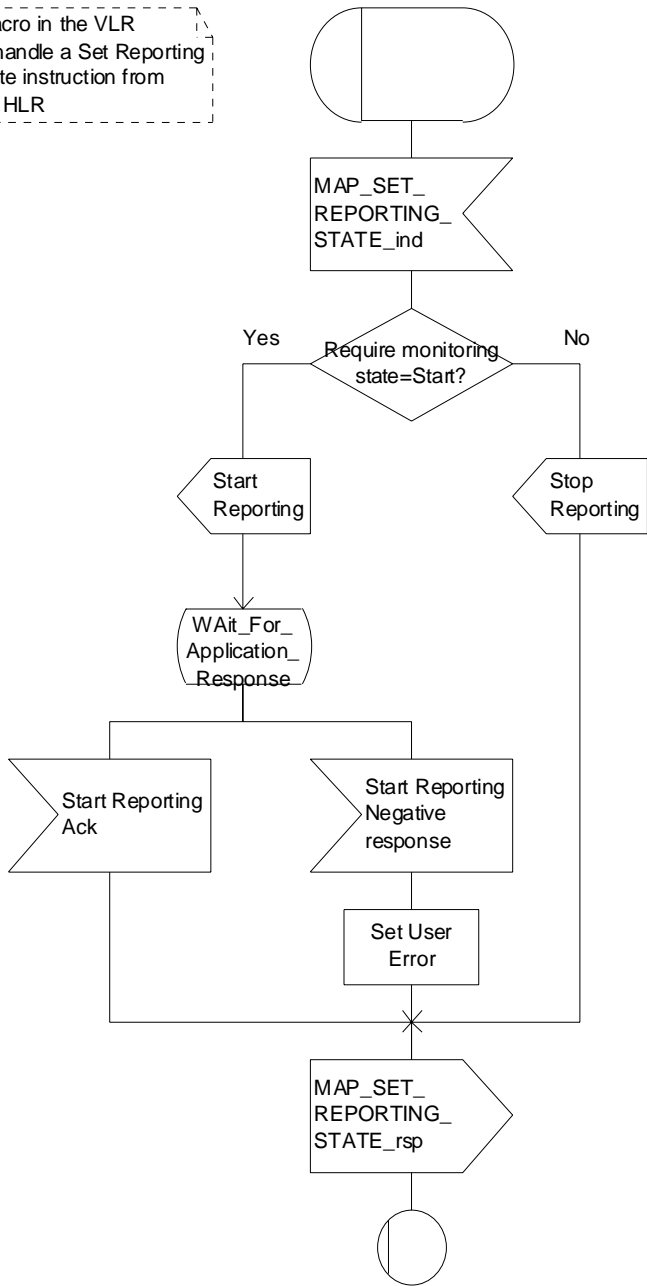 in the VLR
handle a Set Reporting
instruction from
HLR
MAP_SET_
REPORTING_
STATE_ind
Yes
No
Require monitoring
state=Start?
Start
Reporting
Stop
Reporting
WAit_For_
Application_
Response
Start Reporting
Ack
Start Reporting
Negative
response
Set User
Error
MAP_SET_
REPORTING_
STATE_rsp